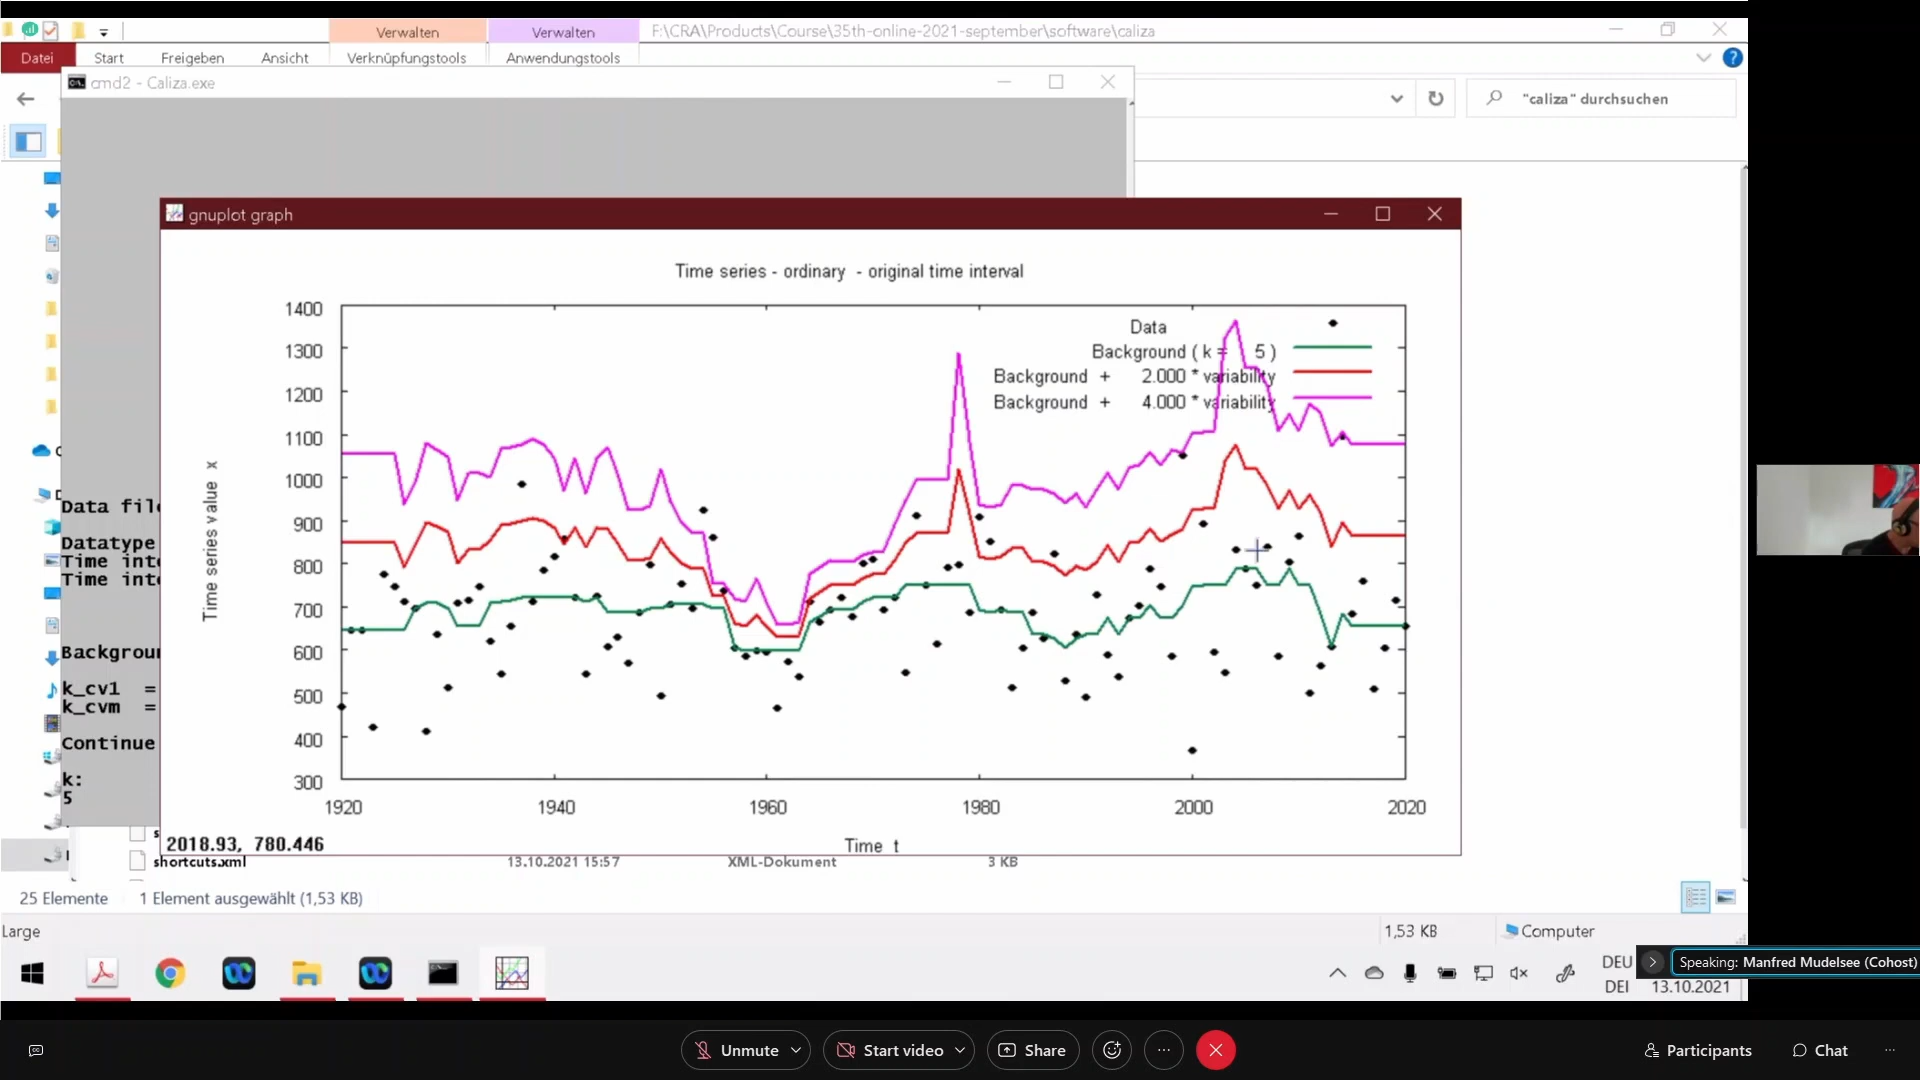 Verwalten
Verwalten
F:\CRA\Products\Course\35th-online-2021-september\software\caliza
Datei
Start
Freigeben
Ansicht
Verknüpfungstools
Anwendungstools
cmd2 - Caliza.exe
"caliza" durchsuchen
gnuplot graph
Time series - ordinary - original time interval
Data
Background ( k = 5 )
Background + 2.000 * variability
Background + 4.000 * variability
1400
1300
1200
1100
1000
900
800
700
600
500
400
300
Time series value x
1920
1940
1960
1980
2000
2020
Time t
2018.93, 780.446
Data file
Datatype
Time inte
Time inte
Backgroun
k_cv1 =
k_cvm =
Continue
k:
5
shortcuts.xml
13.10.2021 15:57
XML-Dokument
3 KB
25 Elemente
1 Element ausgewählt (1,53 KB)
Large
1,53 KB
Computer
DEU
DEI
13.10.2021
Speaking: Manfred Mudelsee (Cohost)
Unmute
Start video
Share
Participants
Chat